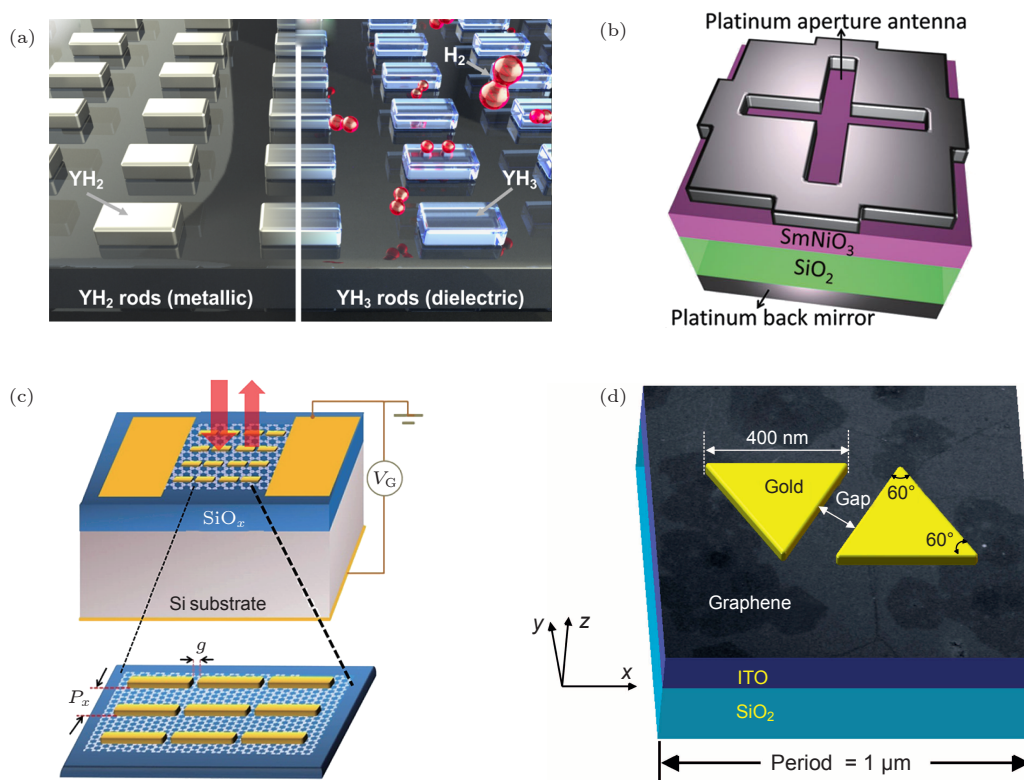 (a)
H₂
YH₂
YH₃
YH₂ rods (metallic)
YH₃ rods (dielectric)
(b)
Platinum aperture antenna
SmNiO₃
SiO₂
Platinum back mirror
(c)
V_G
SiOₓ
Si substrate
g
Pₓ
(d)
400 nm
Gold
Gap
60°
60°
Graphene
y
z
x
ITO
SiO₂
Period = 1 μm